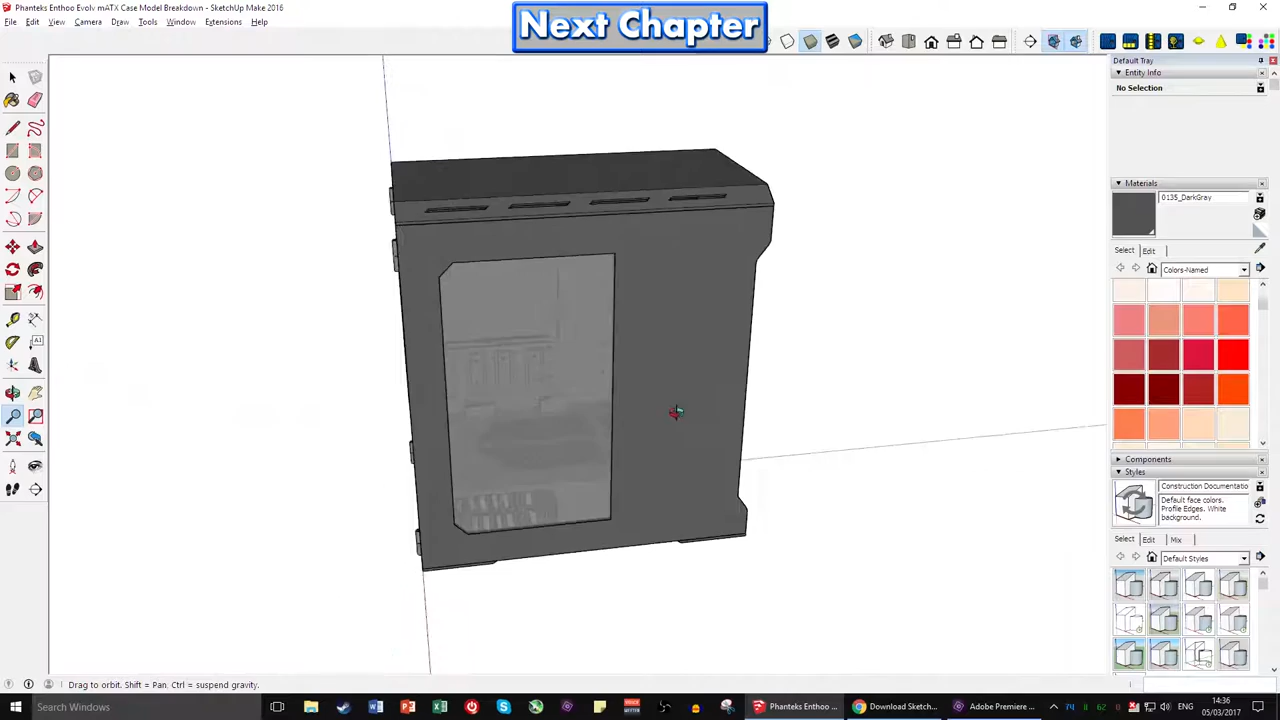 Phanteks Enthoo Evolv mATX Case Model Breakdown - SketchUp Make 2016
Next Chapter
File Edit View Camera Draw Tools Window Extensions Help
Default Tray
Entity Info
No Selection
Materials
0135_DarkGray
Select Edit
Colors-Named
Components
Styles
Construction Documentatio
Default face colors.
Profile Edges. White
background.
Select Edit Mix
Default Styles
Drag to orbit. Shift = Pan, Ctrl = suspend gravity.
Search Windows
Phanteks Enthoo ...
Download Sketch...
Adobe Premiere ...
ENG
14:36
05/03/2017